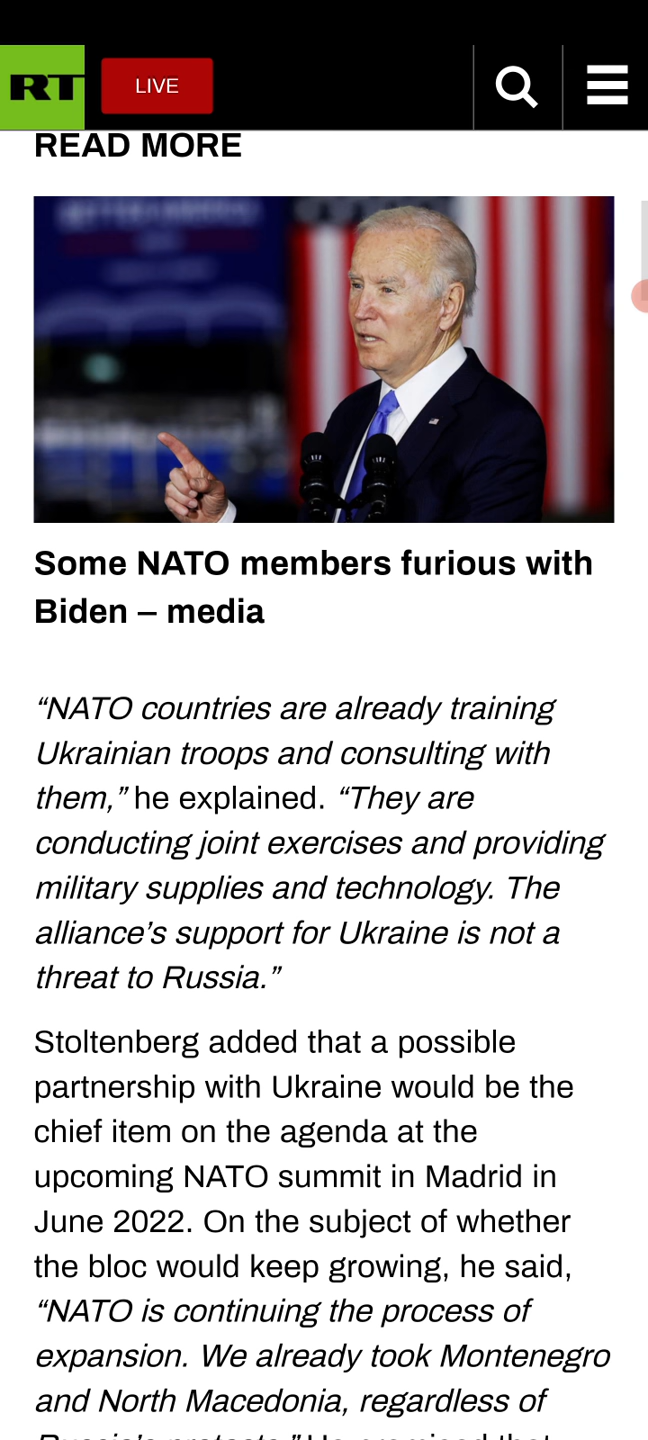 RT
LIVE
READ MORE
Some NATO members furious with
Biden – media
“NATO countries are already training
Ukrainian troops and consulting with
them,” he explained. “They are
conducting joint exercises and providing
military supplies and technology. The
alliance’s support for Ukraine is not a
threat to Russia.”
Stoltenberg added that a possible
partnership with Ukraine would be the
chief item on the agenda at the
upcoming NATO summit in Madrid in
June 2022. On the subject of whether
the bloc would keep growing, he said,
“NATO is continuing the process of
expansion. We already took Montenegro
and North Macedonia, regardless of